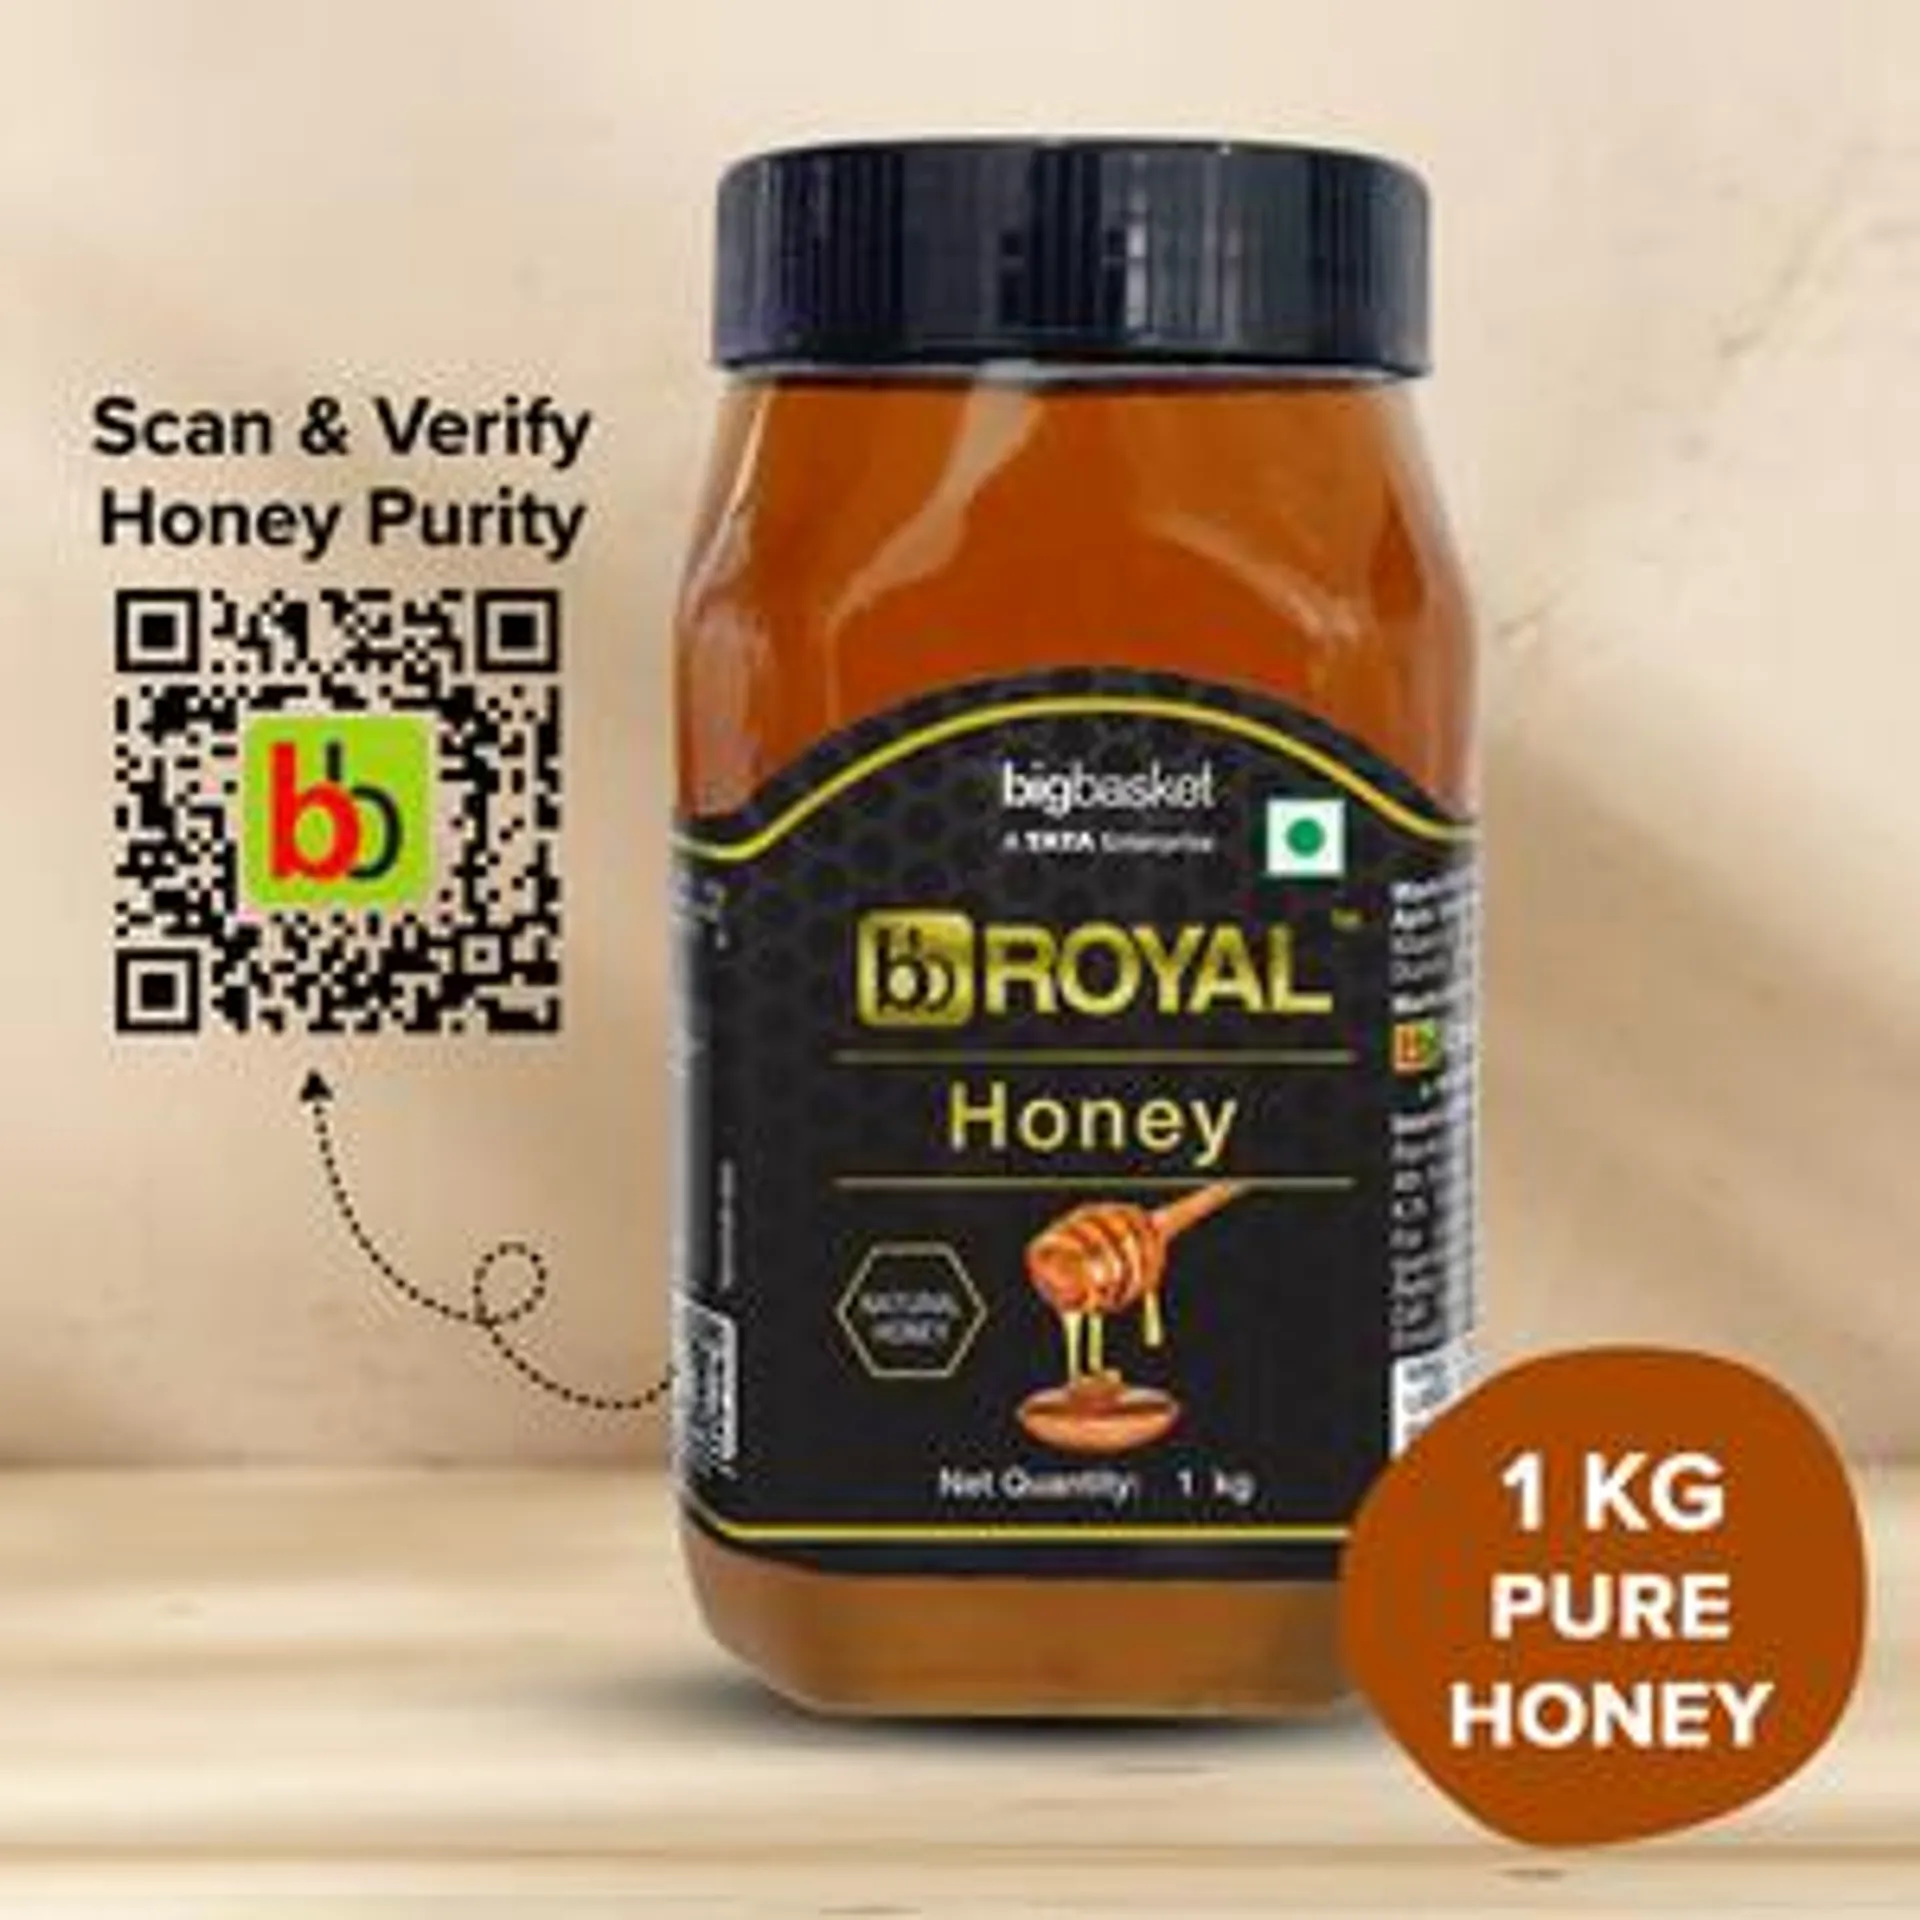 Scan & Verify
Honey Purity
bb
bigbasket
A TATA Enterprise
bb ROYAL
Honey
NATURAL
HONEY
Net Quantity: 1 kg
1 KG
PURE
HONEY